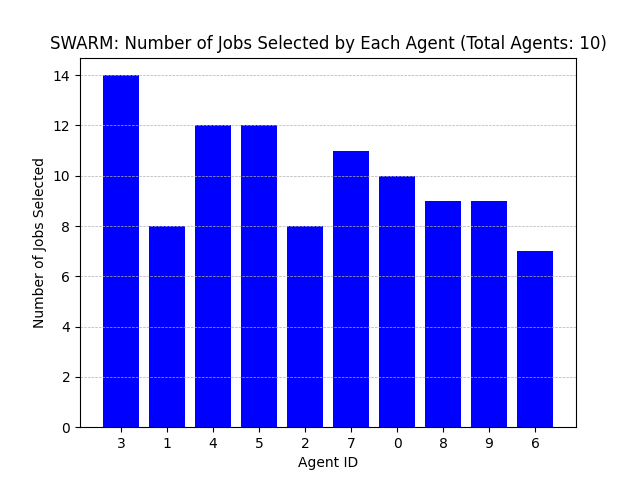 SWARM: Number of Jobs Selected by Each Agent (Total Agents: 10)
14
12
10
8
6
4
2
0
Number of Jobs Selected
3 1 4 5 2 7 0 8 9 6
Agent ID